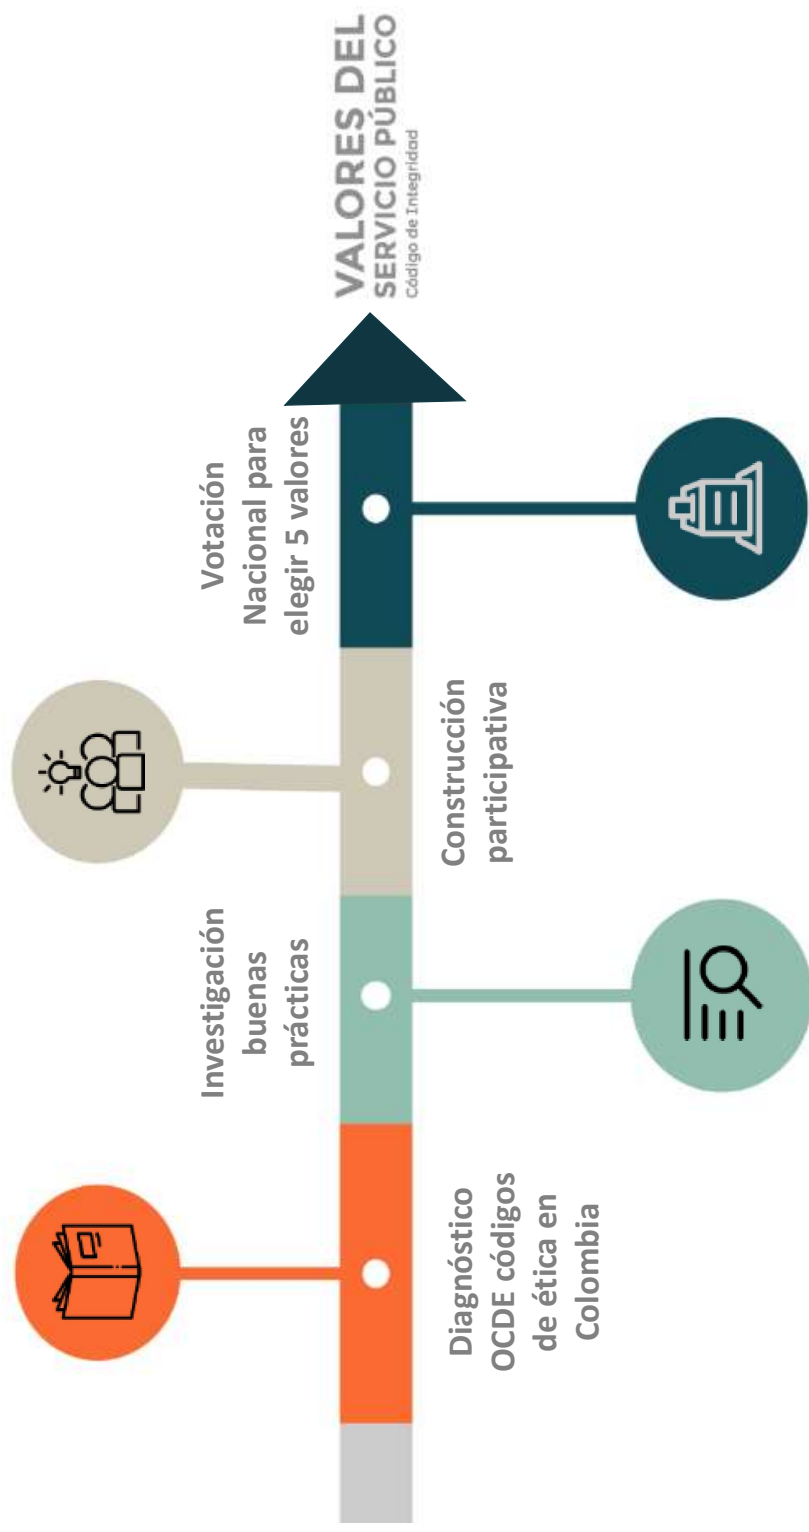 Diagnóstico
OCDE códigos
de ética en
Colombia
Investigación
buenas
prácticas
Construcción
participativa
Votación
Nacional para
elegir 5 valores
VALORES DEL
SERVICIO PÚBLICO
Código de Integridad